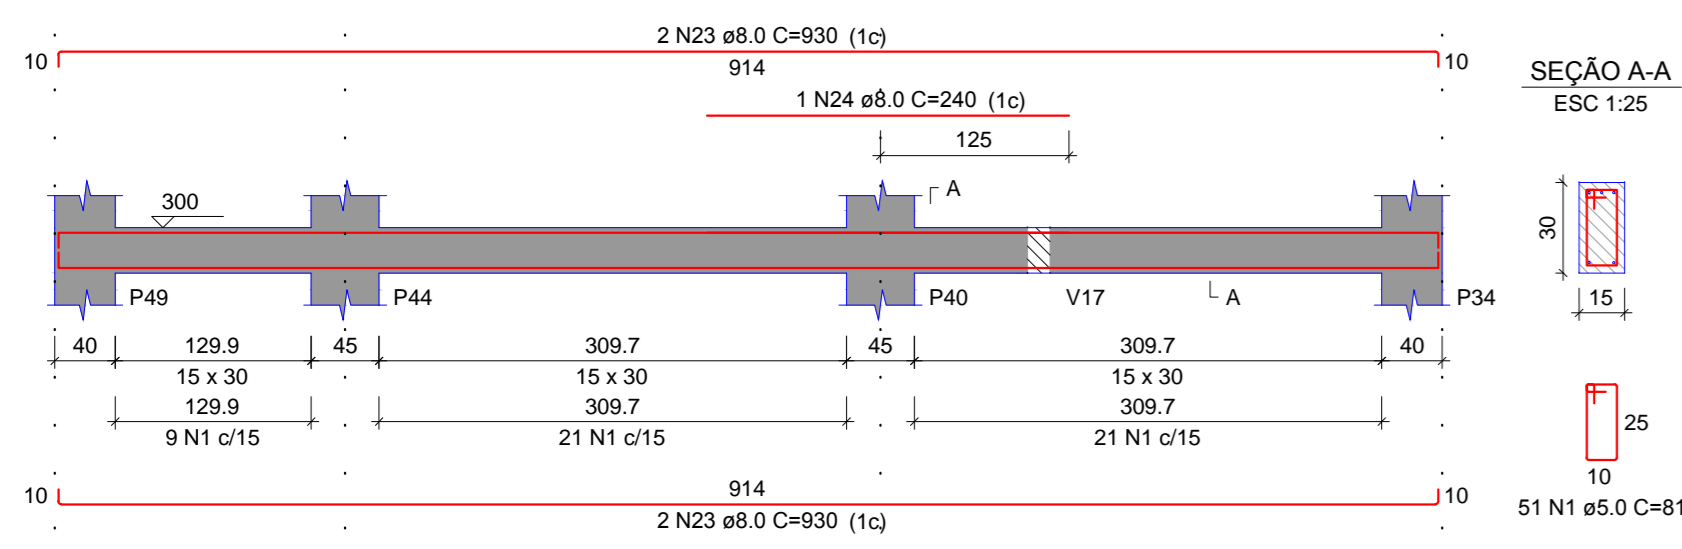 2 N23 ø8.0 C=930 (1c)
10 914 10
SEÇÃO A-A
ESC 1:25
1 N24 ø8.0 C=240 (1c)
125
A
300
30
P49 P44 P40 V17 A P34
15
40 129.9 45 309.7 45 309.7 40
15 x 30 15 x 30 15 x 30
129.9 309.7 309.7
9 N1 c/15 21 N1 c/15 21 N1 c/15
25
10
51 N1 ø5.0 C=81
10 914 10
2 N23 ø8.0 C=930 (1c)